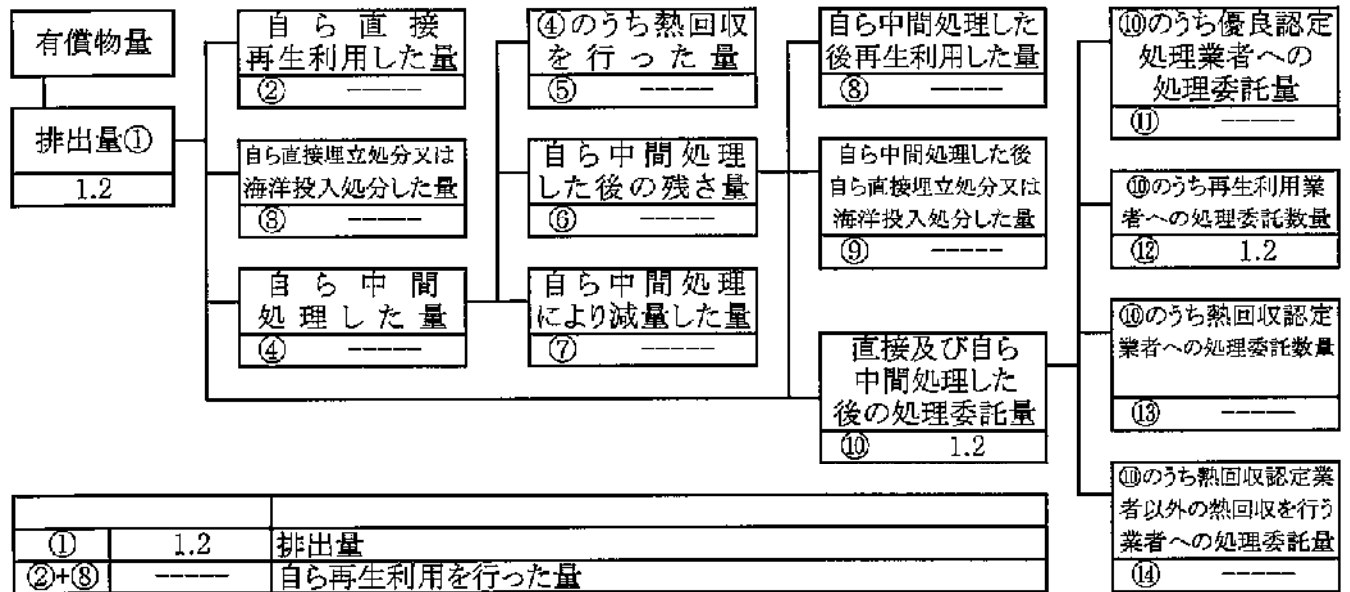 有償物量
排出量①
1.2
自ら直接
再生利用した量
② -----
自ら直接埋立処分又は
海洋投入処分した量
③ -----
自ら中間
処理した量
④ -----
④のうち熱回収
を行った量
⑤ -----
自ら中間処理
した後の残さ量
⑥ -----
自ら中間処理
により減量した量
⑦ -----
自ら中間処理した
後再生利用した量
⑧ -----
自ら中間処理した後
自ら直接埋立処分又は
海洋投入処分した量
⑨ -----
直接及び自ら
中間処理した
後の処理委託量
⑩ 1.2
⑩のうち優良認定
処理業者への
処理委託量
⑪ -----
⑩のうち再生利用業
者への処理委託数量
⑫ 1.2
⑩のうち熱回収認定
業者への処理委託数量
⑬ -----
⑩のうち熱回収認定業
者以外の熱回収を行う
業者への処理委託量
⑭ -----
① 1.2 排出量
②+⑧ ----- 自ら再生利用を行った量